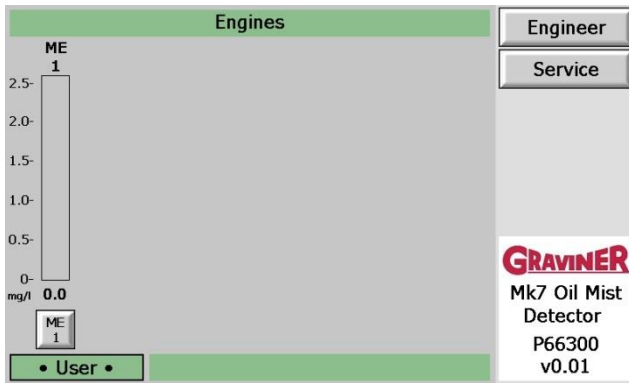 Engines
ME
1
2.5-
2.0-
1.5-
1.0-
0.5-
0-
mg/l 0.0
ME
1
• User •
Engineer
Service
GRAVINER
Mk7 Oil Mist
Detector
P66300
v0.01